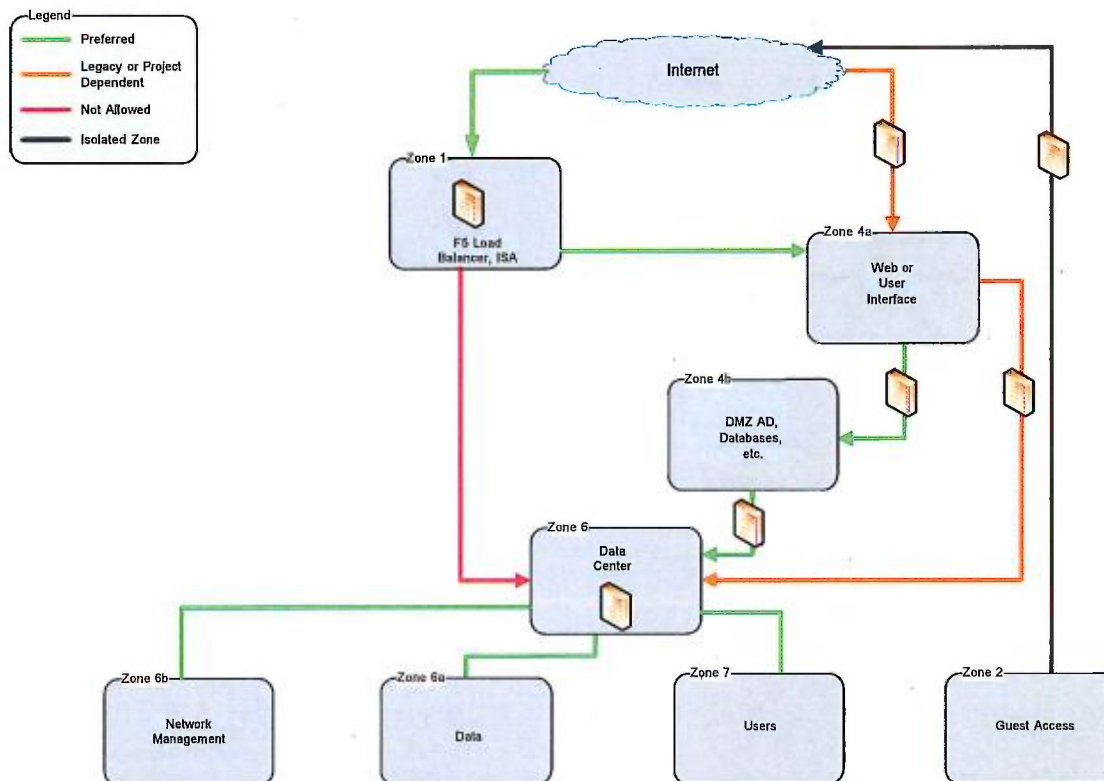 Legend
Preferred
Legacy or Project
Dependent
Not Allowed
Isolated Zone
Internet
Zone 1
F5 Load
Balancer, ISA
Zone 4a
Web or
User
Interface
Zone 4b
DMZ AD,
Databases,
etc.
Zone 6
Data
Center
Zone 6b
Network
Management
Zone 6a
Data
Zone 7
Users
Zone 2
Guest Access